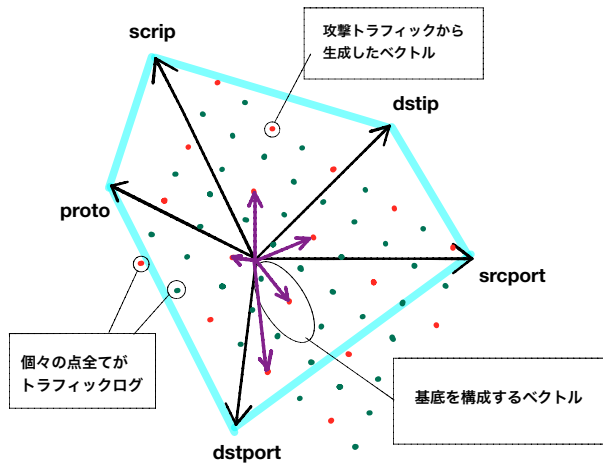 scrip
攻撃トラフィックから
生成したベクトル
dstip
proto
srcport
個々の点全てが
トラフィックログ
基底を構成するベクトル
dstport